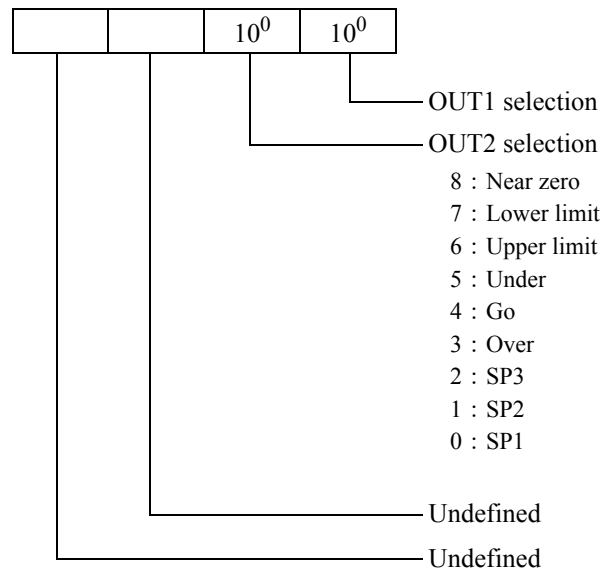 10⁰ 10⁰
OUT1 selection
OUT2 selection
8 : Near zero
7 : Lower limit
6 : Upper limit
5 : Under
4 : Go
3 : Over
2 : SP3
1 : SP2
0 : SP1
Undefined
Undefined